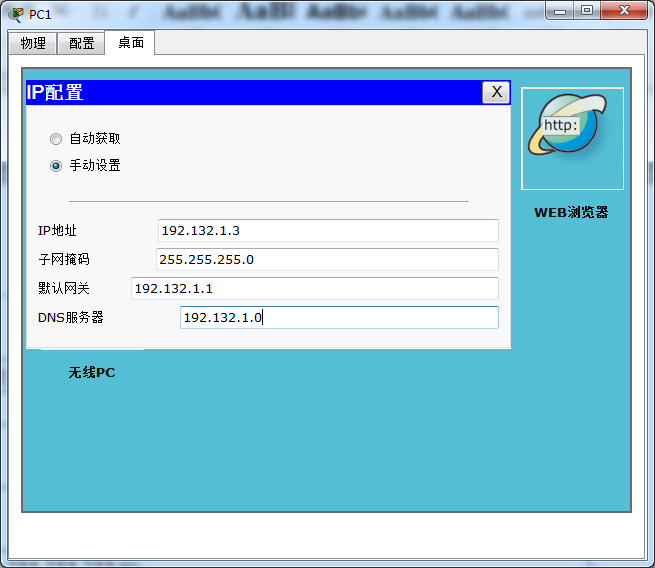 PC1
物理 配置 桌面
IP配置 X
自动获取
手动设置
http:
WEB浏览器
IP地址 192.132.1.3
子网掩码 255.255.255.0
默认网关 192.132.1.1
DNS服务器 192.132.1.0
无线PC